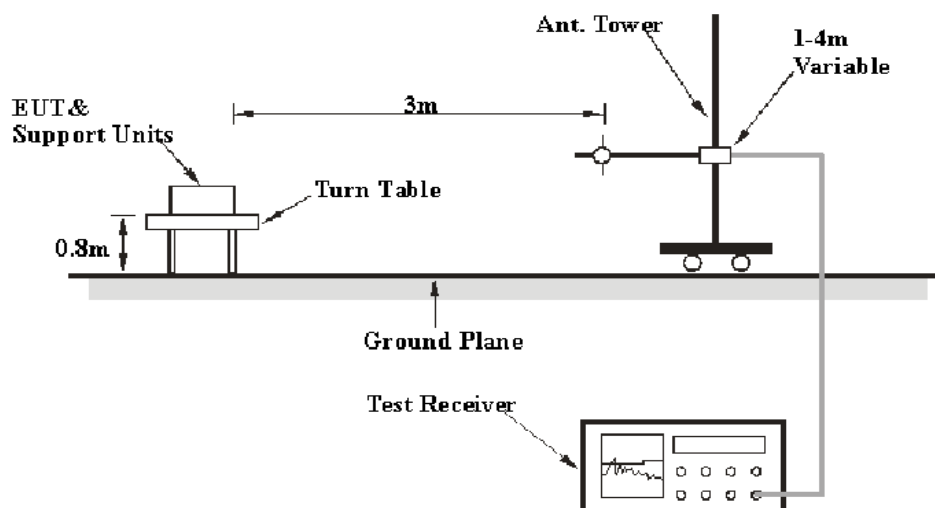 Ant. Tower
1-4m
Variable
EUT&
Support Units
3m
Turn Table
0.8m
Ground Plane
Test Receiver